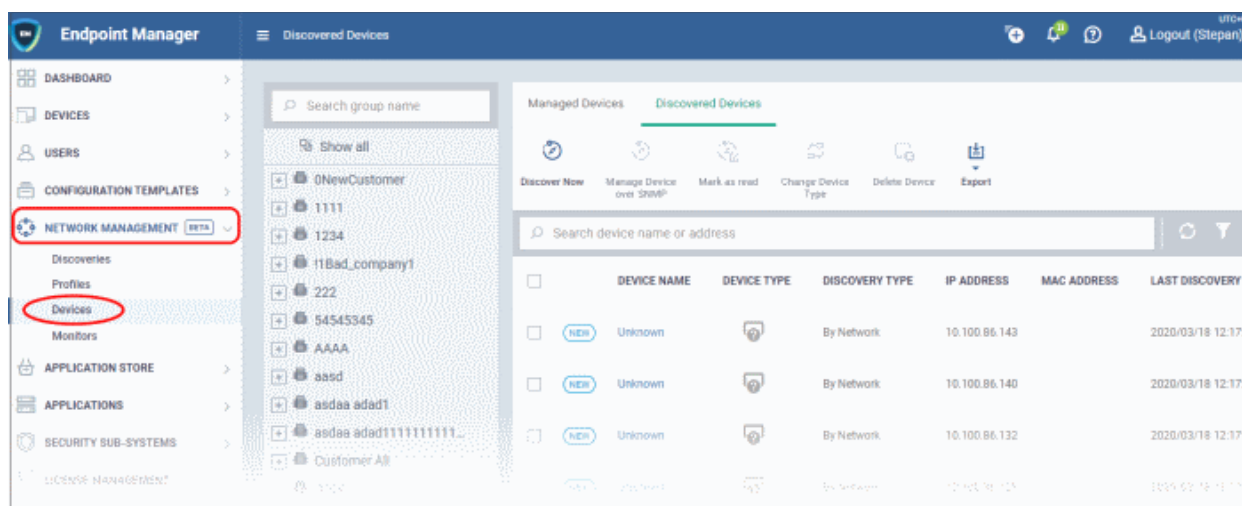 UTC+
Endpoint Manager
Discovered Devices
Logout (Stepan)
DASHBOARD
DEVICES
USERS
CONFIGURATION TEMPLATES
NETWORK MANAGEMENT BETA
Discoveries
Profiles
Devices
Monitors
APPLICATION STORE
APPLICATIONS
SECURITY SUB-SYSTEMS
LICENSE MANAGEMENT
Search group name
Show all
0NewCustomer
1111
1234
!1Bad_company1
222
54545345
AAAA
aasd
asdaa adad1
asdaa adad1111111111...
Customer All
Managed Devices
Discovered Devices
Discover Now
Manage Device over SNMP
Mark as read
Change Device Type
Delete Device
Export
Search device name or address
DEVICE NAME DEVICE TYPE DISCOVERY TYPE IP ADDRESS MAC ADDRESS LAST DISCOVERY
NEW Unknown By Network 10.100.86.143 2020/03/18 12:17
NEW Unknown By Network 10.100.86.140 2020/03/18 12:17
NEW Unknown By Network 10.100.86.132 2020/03/18 12:17